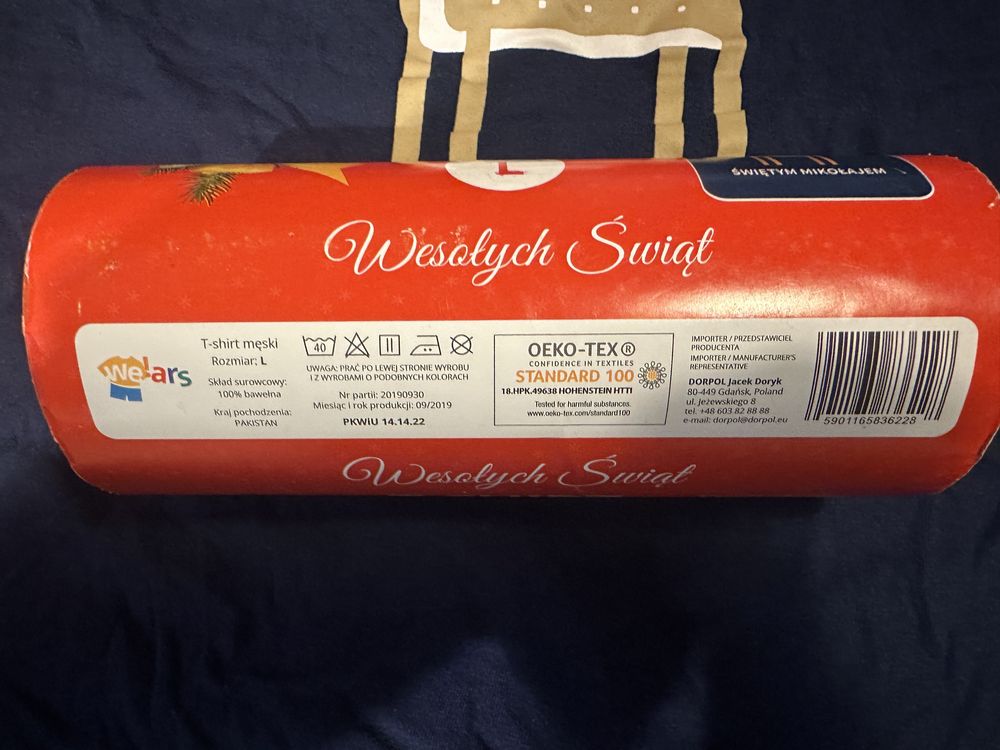 L
ŚWIĘTYM MIKOŁAJEM
Wesołych Świąt
we!ars
T-shirt męski
Rozmiar: L
Skład surowcowy:
100% bawełna
Kraj pochodzenia:
PAKISTAN
40
UWAGA: PRAĆ PO LEWEJ STRONIE WYROBU
I Z WYROBAMI O PODOBNYCH KOLORACH
Nr partii: 20190930
Miesiąc i rok produkcji: 09/2019
PKWIU 14.14.22
OEKO-TEX®
CONFIDENCE IN TEXTILES
STANDARD 100
18.HPK.49638 HOHENSTEIN HTTI
Tested for harmful substances.
www.oeko-tex.com/standard100
IMPORTER / PRZEDSTAWICIEL
PRODUCENTA
IMPORTER / MANUFACTURER'S
REPRESENTATIVE
DORPOL Jacek Doryk
80-449 Gdańsk, Poland
ul. Jeżewskiego 8
tel. +48 603 82 88 88
e-mail: dorpol@dorpol.eu
5901165836228
Wesołych Świąt